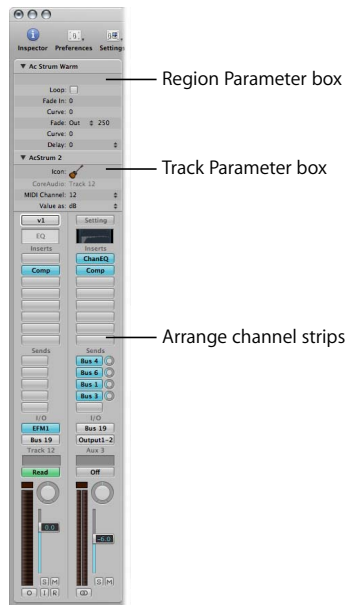 Inspector Preferences Settings
▼ Ac Strum Warm
Region Parameter box
Loop:
Fade In: 0
Curve: 0
Fade: Out 250
Curve: 0
Delay: 0
▼ AcStrum 2
Track Parameter box
Icon:
CoreAudio: Track 12
MIDI Channel: 12
Value as: dB
v1 Setting
EQ
Inserts Inserts
ChanEQ
Comp Comp
Arrange channel strips
Sends Sends
Bus 4
Bus 6
Bus 1
Bus 3
I/O I/O
EFM1 Bus 19
Bus 19 Output1-2
Track 12 Aux 3
Read Off
0.0
-6.0
S M S M
I R